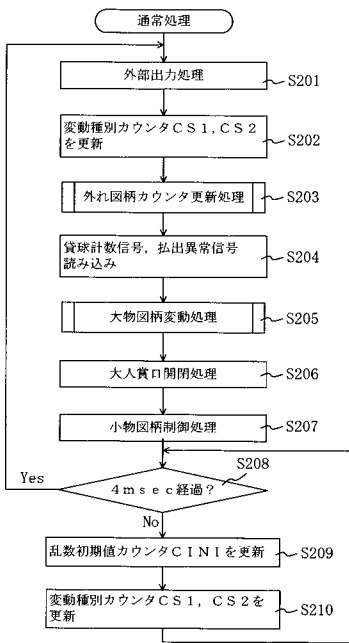 通常処理
外部出力処理
S201
変動種別カウンタCS1,CS2
を更新
S202
外れ図柄カウンタ更新処理
S203
貸球計数信号,払出異常信号
読み込み
S204
大物図柄変動処理
S205
大人賞口開閉処理
S206
小物図柄制御処理
S207
S208
Yes
4msec経過?
No
乱数初期値カウンタCINIを更新
S209
変動種別カウンタCS1, CS2を
更新
S210